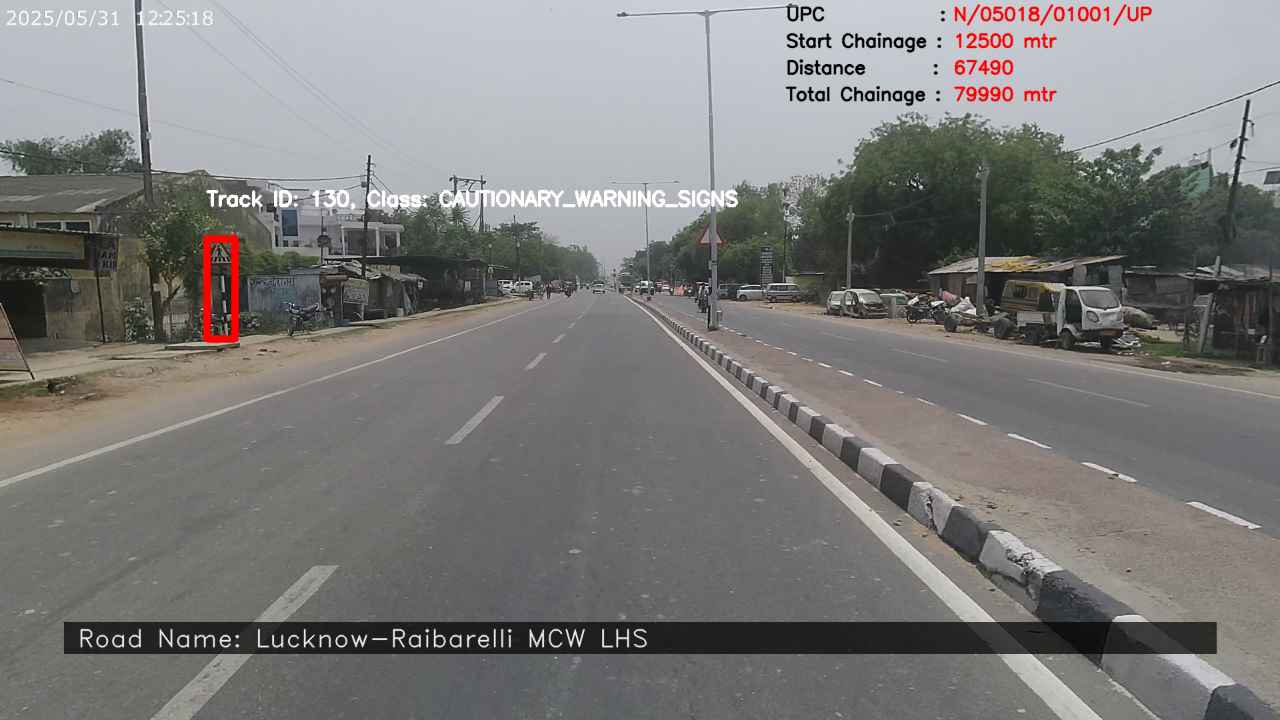 2025/05/31 12:25:18
UPC : N/05018/01001/UP
Start Chainage : 12500 mtr
Distance : 67490
Total Chainage : 79990 mtr
Track ID: 130, Class: CAUTIONARY_WARNING_SIGNS
Road Name: Lucknow-Raibarelli MCW LHS